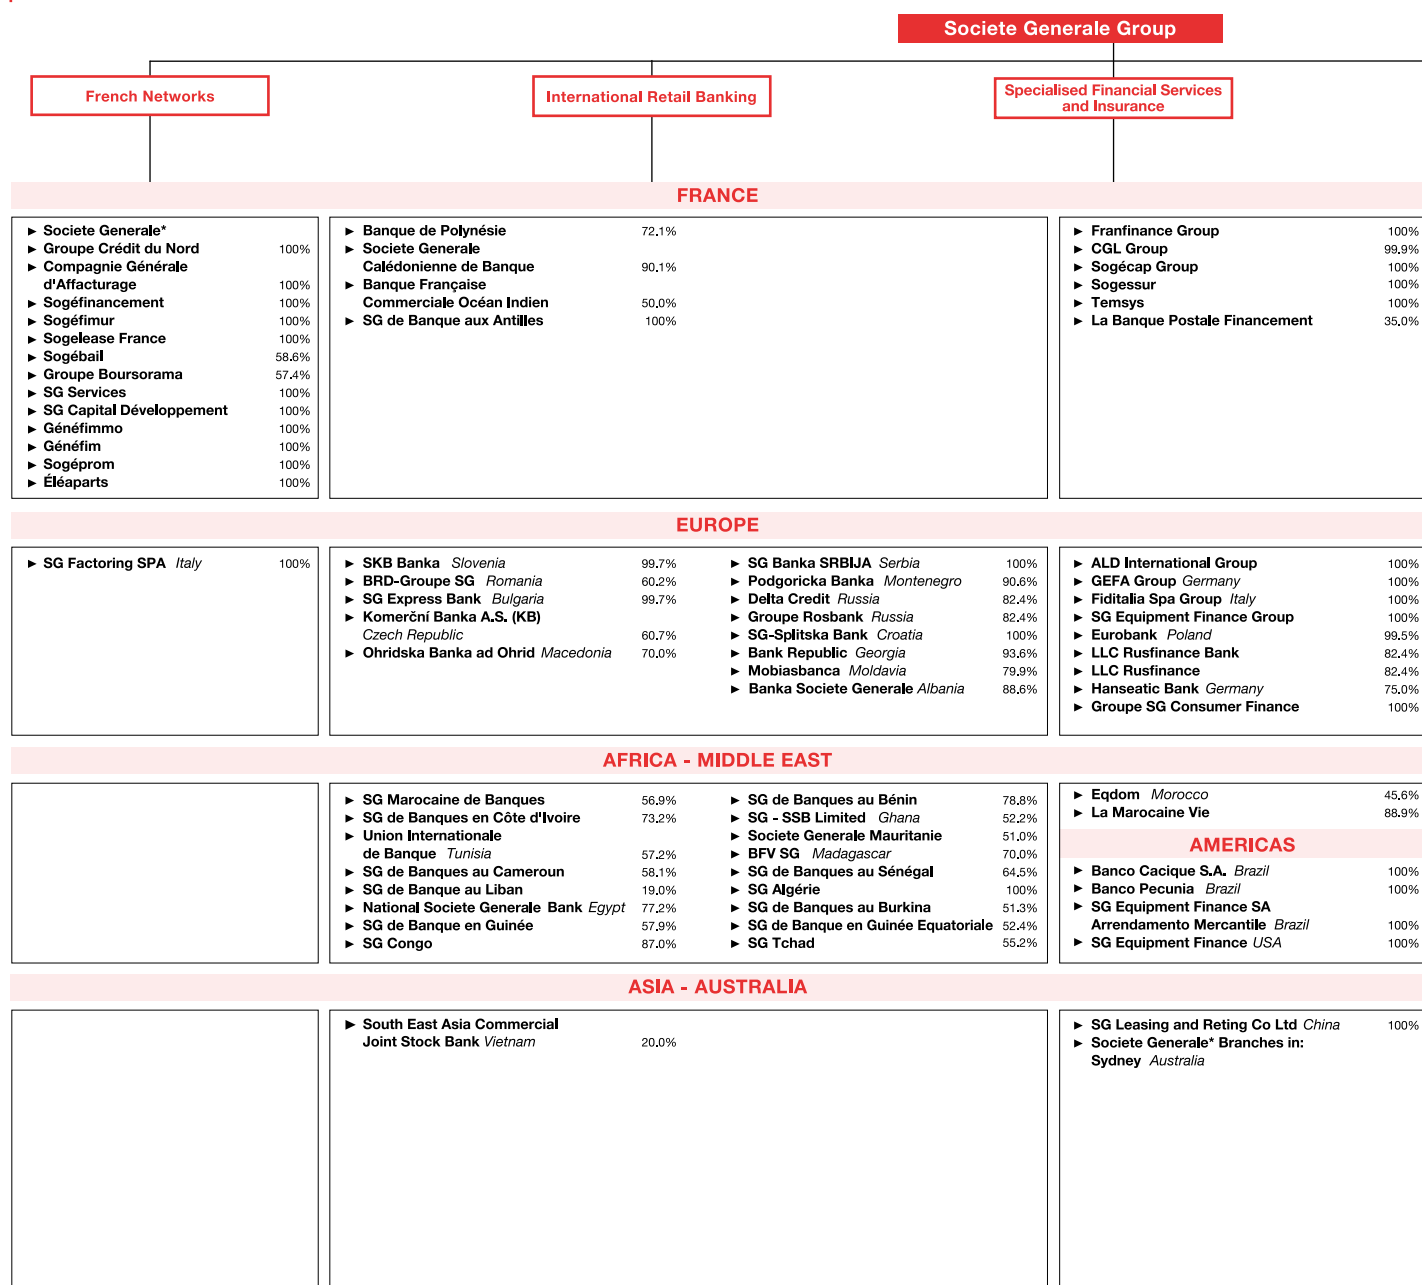 Societe Generale Group
French Networks
International Retail Banking
Specialised Financial Services
and Insurance
FRANCE
► Societe Generale*
► Groupe Crédit du Nord 100%
► Compagnie Générale
d'Affacturage 100%
► Sogéfinancement 100%
► Sogéfimur 100%
► Sogelease France 100%
► Sogébail 58.6%
► Groupe Boursorama 57.4%
► SG Services 100%
► SG Capital Développement 100%
► Généfimmo 100%
► Généfim 100%
► Sogéprom 100%
► Éléaparts 100%
► Banque de Polynésie 72.1%
► Societe Generale
Calédonienne de Banque 90.1%
► Banque Française
Commerciale Océan Indien 50.0%
► SG de Banque aux Antilles 100%
► Franfinance Group 100%
► CGL Group 99.9%
► Sogécap Group 100%
► Sogessur 100%
► Temsys 100%
► La Banque Postale Financement 35.0%
EUROPE
► SG Factoring SPA Italy 100%
► SKB Banka Slovenia 99.7%
► BRD-Groupe SG Romania 60.2%
► SG Express Bank Bulgaria 99.7%
► Komerční Banka A.S. (KB)
Czech Republic 60.7%
► Ohridska Banka ad Ohrid Macedonia 70.0%
► SG Banka SRBIJA Serbia 100%
► Podgoricka Banka Montenegro 90.6%
► Delta Credit Russia 82.4%
► Groupe Rosbank Russia 82.4%
► SG-Splitska Bank Croatia 100%
► Bank Republic Georgia 93.6%
► Mobiasbanca Moldavia 79.9%
► Banka Societe Generale Albania 88.6%
► ALD International Group 100%
► GEFA Group Germany 100%
► Fiditalia Spa Group Italy 100%
► SG Equipment Finance Group 100%
► Eurobank Poland 99.5%
► LLC Rusfinance Bank 82.4%
► LLC Rusfinance 82.4%
► Hanseatic Bank Germany 75.0%
► Groupe SG Consumer Finance 100%
AFRICA - MIDDLE EAST
► SG Marocaine de Banques 56.9%
► SG de Banques en Côte d'Ivoire 73.2%
► Union Internationale
de Banque Tunisia 57.2%
► SG de Banques au Cameroun 58.1%
► SG de Banque au Liban 19.0%
► National Societe Generale Bank Egypt 77.2%
► SG de Banque en Guinée 57.9%
► SG Congo 87.0%
► SG de Banques au Bénin 78.8%
► SG - SSB Limited Ghana 52.2%
► Societe Generale Mauritanie 51.0%
► BFV SG Madagascar 70.0%
► SG de Banques au Sénégal 64.5%
► SG Algérie 100%
► SG de Banques au Burkina 51.3%
► SG de Banque en Guinée Equatoriale 52.4%
► SG Tchad 55.2%
► Eqdom Morocco 45.6%
► La Marocaine Vie 88.9%
AMERICAS
► Banco Cacique S.A. Brazil 100%
► Banco Pecunia Brazil 100%
► SG Equipment Finance SA
Arrendamento Mercantile Brazil 100%
► SG Equipment Finance USA 100%
ASIA - AUSTRALIA
► South East Asia Commercial
Joint Stock Bank Vietnam 20.0%
► SG Leasing and Reting Co Ltd China 100%
► Societe Generale* Branches in:
Sydney Australia